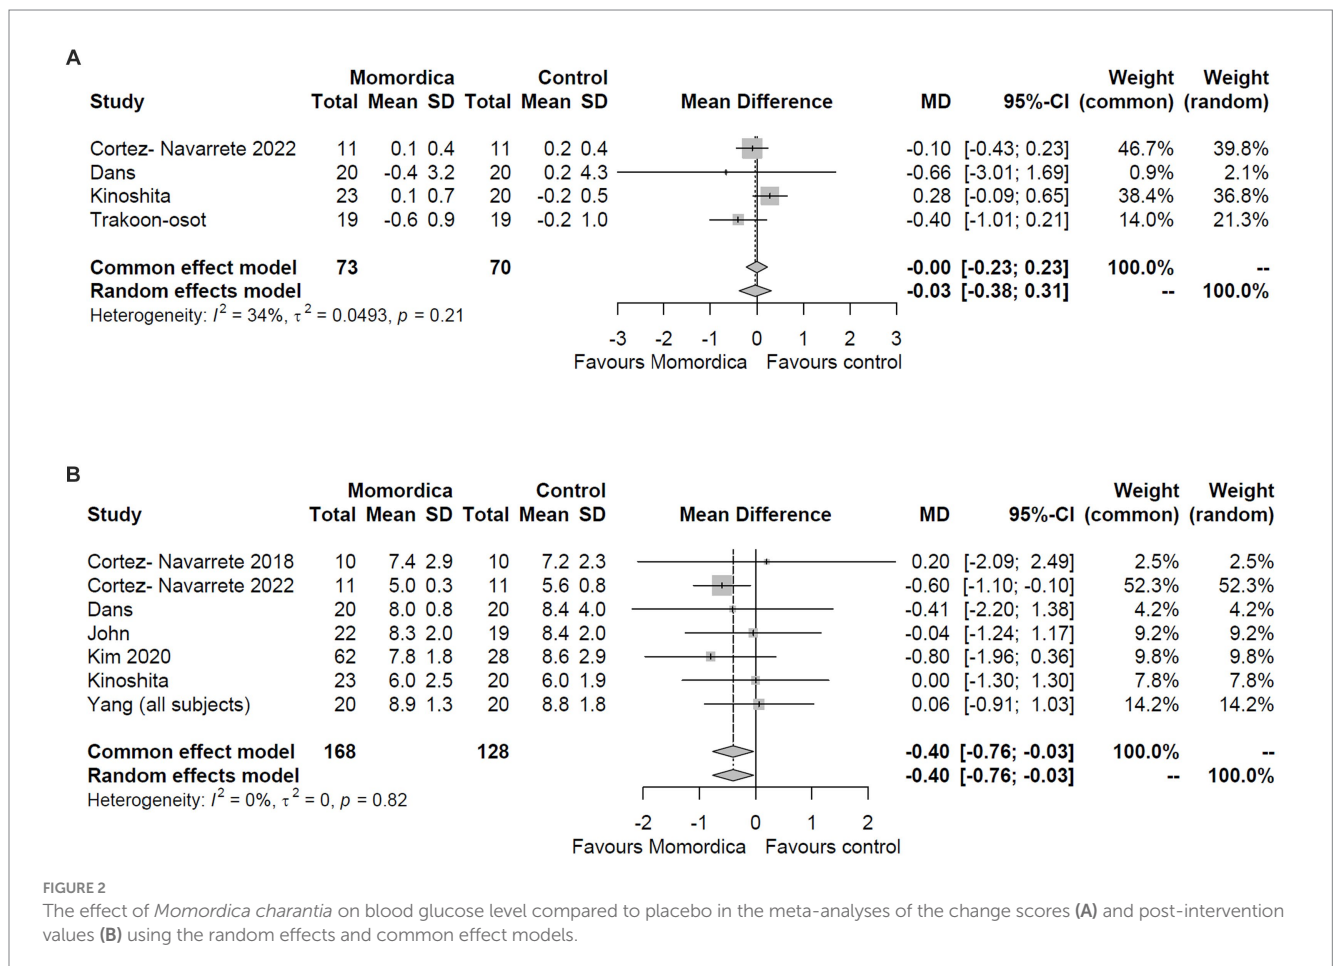 A
Momordica Control Weight Weight
Study Total Mean SD Total Mean SD Mean Difference MD 95%-CI (common) (random)
Cortez- Navarrete 2022 11 0.1 0.4 11 0.2 0.4 -0.10 [-0.43; 0.23] 46.7% 39.8%
Dans 20 -0.4 3.2 20 0.2 4.3 -0.66 [-3.01; 1.69] 0.9% 2.1%
Kinoshita 23 0.1 0.7 20 -0.2 0.5 0.28 [-0.09; 0.65] 38.4% 36.8%
Trakoon-osot 19 -0.6 0.9 19 -0.2 1.0 -0.40 [-1.01; 0.21] 14.0% 21.3%
Common effect model 73 70 -0.00 [-0.23; 0.23] 100.0% --
Random effects model -0.03 [-0.38; 0.31] -- 100.0%
Heterogeneity: I² = 34%, τ² = 0.0493, p = 0.21
-3 -2 -1 0 1 2 3
Favours Momordica Favours control
B
Momordica Control Weight Weight
Study Total Mean SD Total Mean SD Mean Difference MD 95%-CI (common) (random)
Cortez- Navarrete 2018 10 7.4 2.9 10 7.2 2.3 0.20 [-2.09; 2.49] 2.5% 2.5%
Cortez- Navarrete 2022 11 5.0 0.3 11 5.6 0.8 -0.60 [-1.10; -0.10] 52.3% 52.3%
Dans 20 8.0 0.8 20 8.4 4.0 -0.41 [-2.20; 1.38] 4.2% 4.2%
John 22 8.3 2.0 19 8.4 2.0 -0.04 [-1.24; 1.17] 9.2% 9.2%
Kim 2020 62 7.8 1.8 28 8.6 2.9 -0.80 [-1.96; 0.36] 9.8% 9.8%
Kinoshita 23 6.0 2.5 20 6.0 1.9 0.00 [-1.30; 1.30] 7.8% 7.8%
Yang (all subjects) 20 8.9 1.3 20 8.8 1.8 0.06 [-0.91; 1.03] 14.2% 14.2%
Common effect model 168 128 -0.40 [-0.76; -0.03] 100.0% --
Random effects model -0.40 [-0.76; -0.03] -- 100.0%
Heterogeneity: I² = 0%, τ² = 0, p = 0.82
-2 -1 0 1 2
Favours Momordica Favours control
FIGURE 2
The effect of Momordica charantia on blood glucose level compared to placebo in the meta-analyses of the change scores (A) and post-intervention
values (B) using the random effects and common effect models.